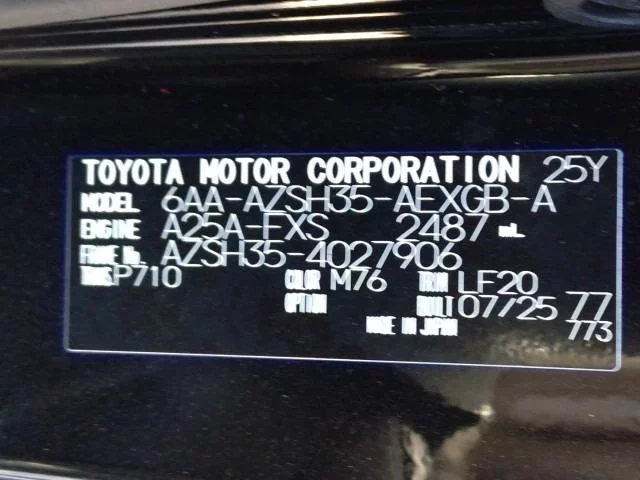 TOYOTA MOTOR CORPORATION 25Y
MODEL 6AA-AZSH35-AEXGB-A
ENGINE A25A-FXS 2487 mL
FRAME No. AZSH35-4027906
TRANS. P710 COLOR M76 TRIM LF20
OPTION BUILT 07/25 77
MADE IN JAPAN 773